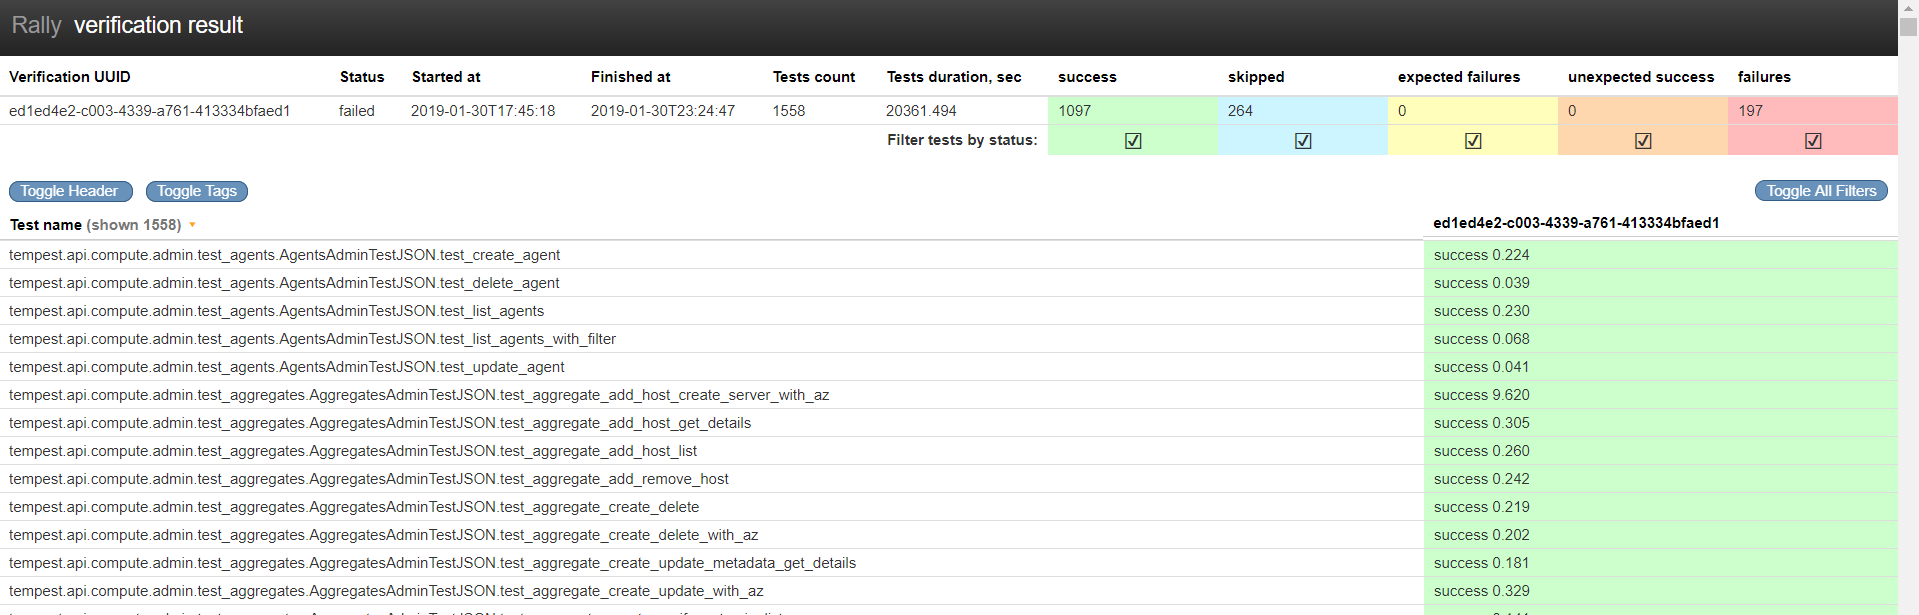 Rally verification result
Verification UUID Status Started at Finished at Tests count Tests duration, sec success skipped expected failures unexpected success failures
ed1ed4e2-c003-4339-a761-413334bfaed1 failed 2019-01-30T17:45:18 2019-01-30T23:24:47 1558 20361.494 1097 264 0 0 197
Filter tests by status:
Toggle Header Toggle Tags Toggle All Filters
Test name (shown 1558) ed1ed4e2-c003-4339-a761-413334bfaed1
tempest.api.compute.admin.test_agents.AgentsAdminTestJSON.test_create_agent success 0.224
tempest.api.compute.admin.test_agents.AgentsAdminTestJSON.test_delete_agent success 0.039
tempest.api.compute.admin.test_agents.AgentsAdminTestJSON.test_list_agents success 0.230
tempest.api.compute.admin.test_agents.AgentsAdminTestJSON.test_list_agents_with_filter success 0.068
tempest.api.compute.admin.test_agents.AgentsAdminTestJSON.test_update_agent success 0.041
tempest.api.compute.admin.test_aggregates.AggregatesAdminTestJSON.test_aggregate_add_host_create_server_with_az success 9.620
tempest.api.compute.admin.test_aggregates.AggregatesAdminTestJSON.test_aggregate_add_host_get_details success 0.305
tempest.api.compute.admin.test_aggregates.AggregatesAdminTestJSON.test_aggregate_add_host_list success 0.260
tempest.api.compute.admin.test_aggregates.AggregatesAdminTestJSON.test_aggregate_add_remove_host success 0.242
tempest.api.compute.admin.test_aggregates.AggregatesAdminTestJSON.test_aggregate_create_delete success 0.219
tempest.api.compute.admin.test_aggregates.AggregatesAdminTestJSON.test_aggregate_create_delete_with_az success 0.202
tempest.api.compute.admin.test_aggregates.AggregatesAdminTestJSON.test_aggregate_create_update_metadata_get_details success 0.181
tempest.api.compute.admin.test_aggregates.AggregatesAdminTestJSON.test_aggregate_create_update_with_az success 0.329